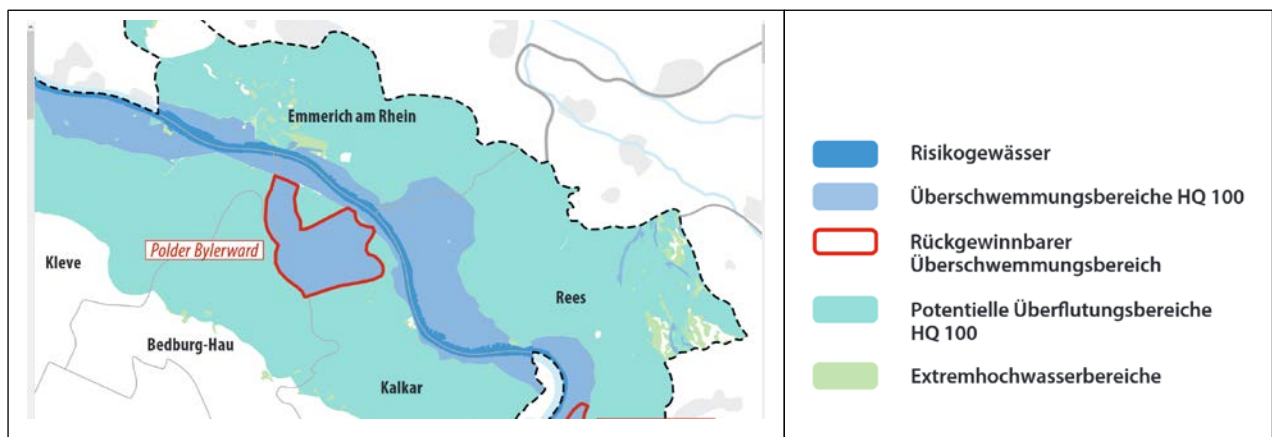 Emmerich am Rhein
Polder Bylerward
Kleve
Rees
Bedburg-Hau
Kalkar
Risikogewässer
Überschwemmungsbereiche HQ 100
Rückgewinnbarer
Überschwemmungsbereich
Potentielle Überflutungsbereiche
HQ 100
Extremhochwasserbereiche